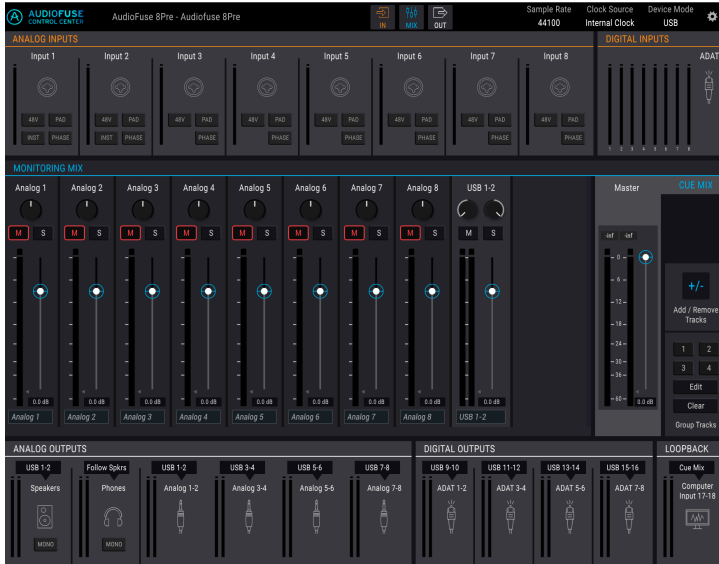 AUDIOFUSE
CONTROL CENTER
AudioFuse 8Pre - Audiofuse 8Pre
IN MIX OUT
Sample Rate Clock Source Device Mode
44100 Internal Clock USB
ANALOG INPUTS DIGITAL INPUTS
Input 1 Input 2 Input 3 Input 4 Input 5 Input 6 Input 7 Input 8 ADAT
48V PAD 48V PAD 48V PAD 48V PAD 48V PAD 48V PAD 48V PAD 48V PAD
INST PHASE INST PHASE PHASE PHASE PHASE PHASE PHASE PHASE
1 2 3 4 5 6 7 8
MONITORING MIX CUE MIX
Analog 1 Analog 2 Analog 3 Analog 4 Analog 5 Analog 6 Analog 7 Analog 8 USB 1-2 Master
M S M S M S M S M S M S M S M S M S
-inf -inf
0
6
12
18
24
30
36
60
+/-
Add / Remove
Tracks
1 2
3 4
Edit
Clear
Group Tracks
0.0 dB 0.0 dB 0.0 dB 0.0 dB 0.0 dB 0.0 dB 0.0 dB 0.0 dB 0.0 dB 0.0 dB
Analog 1 Analog 2 Analog 3 Analog 4 Analog 5 Analog 6 Analog 7 Analog 8 USB 1-2
ANALOG OUTPUTS DIGITAL OUTPUTS LOOPBACK
USB 1-2 Follow Spkrs USB 1-2 USB 3-4 USB 5-6 USB 7-8 USB 9-10 USB 11-12 USB 13-14 USB 15-16 Cue Mix
Speakers Phones Analog 1-2 Analog 3-4 Analog 5-6 Analog 7-8 ADAT 1-2 ADAT 3-4 ADAT 5-6 ADAT 7-8 Computer
Input 17-18
MONO MONO